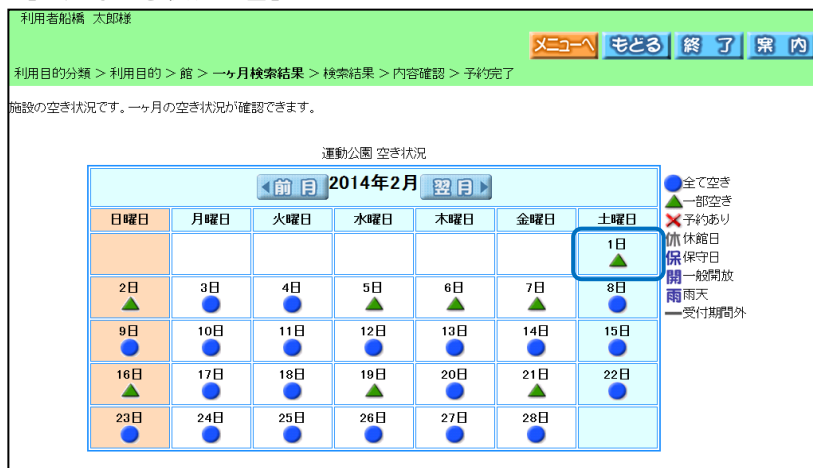 利用者船橋 太郎様
メニューへ もどる 終 了 案 内
利用目的分類 > 利用目的 > 館 > 一ヶ月検索結果 > 検索結果 > 内容確認 > 予約完了
施設の空き状況です。一ヶ月の空き状況が確認できます。
運動公園 空き状況
前 月 2014年2月 翌 月
日曜日 月曜日 火曜日 水曜日 木曜日 金曜日 土曜日
1日
2日 3日 4日 5日 6日 7日 8日
9日 10日 11日 12日 13日 14日 15日
16日 17日 18日 19日 20日 21日 22日
23日 24日 25日 26日 27日 28日
全て空き
一部空き
予約あり
休 休館日
保 保守日
開 一般開放
雨 雨天
受付期間外